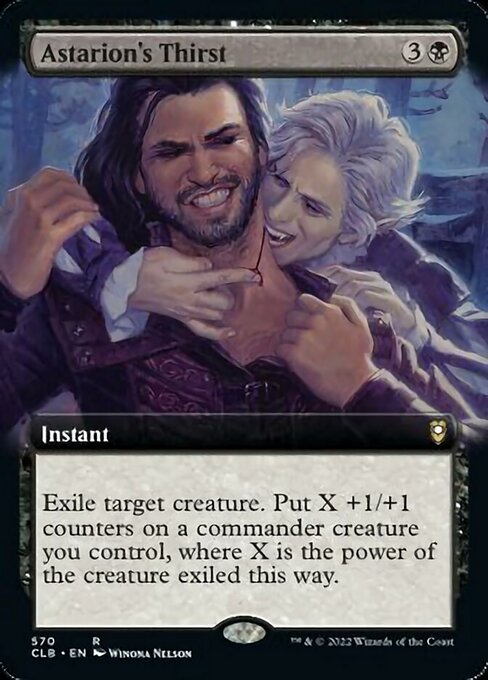 Astarion's Thirst 3
Instant
Exile target creature. Put X +1/+1
counters on a commander creature
you control, where X is the power of
the creature exiled this way.
570 R
CLB • EN Winona Nelson
™ & © 2022 Wizards of the Coast